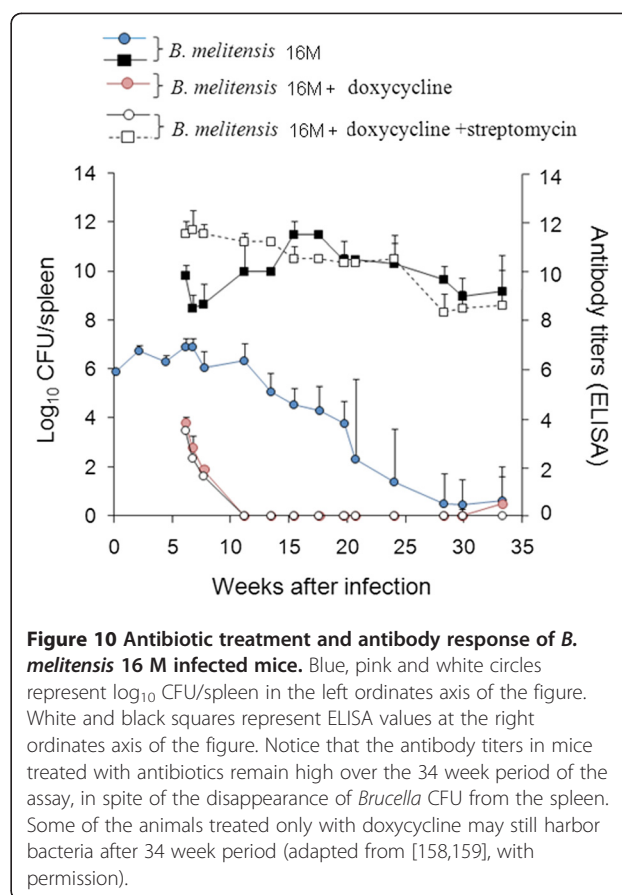 B. melitensis 16M
B. melitensis 16M + doxycycline
B. melitensis 16M + doxycycline +streptomycin
14 14
12 12
10 10
8 8
6 6
4 4
2 2
0 0
Log10 CFU/spleen
Antibody titers (ELISA)
0 5 10 15 20 25 30 35
Weeks after infection
Figure 10 Antibiotic treatment and antibody response of B.
melitensis 16 M infected mice. Blue, pink and white circles
represent log10 CFU/spleen in the left ordinates axis of the figure.
White and black squares represent ELISA values at the right
ordinates axis of the figure. Notice that the antibody titers in mice
treated with antibiotics remain high over the 34 week period of the
assay, in spite of the disappearance of Brucella CFU from the spleen.
Some of the animals treated only with doxycycline may still harbor
bacteria after 34 week period (adapted from [158,159], with
permission).